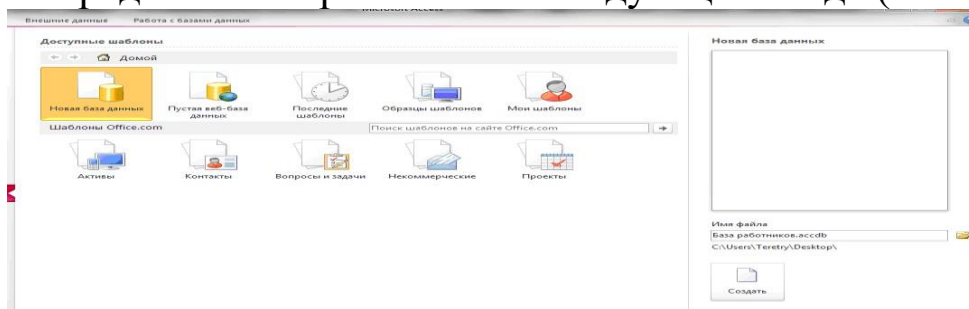 Microsoft Access
Внешние данные Работа с базами данных
Доступные шаблоны
Домой
Новая база данных
Пустая веб-база данных
Последние шаблоны
Образцы шаблонов
Мои шаблоны
Шаблоны Office.com
Поиск шаблонов на сайте Office.com
Активы
Контакты
Вопросы и задачи
Некоммерческие
Проекты
Новая база данных
Имя файла
База работников.accdb
C:\Users\Teretry\Desktop\
Создать